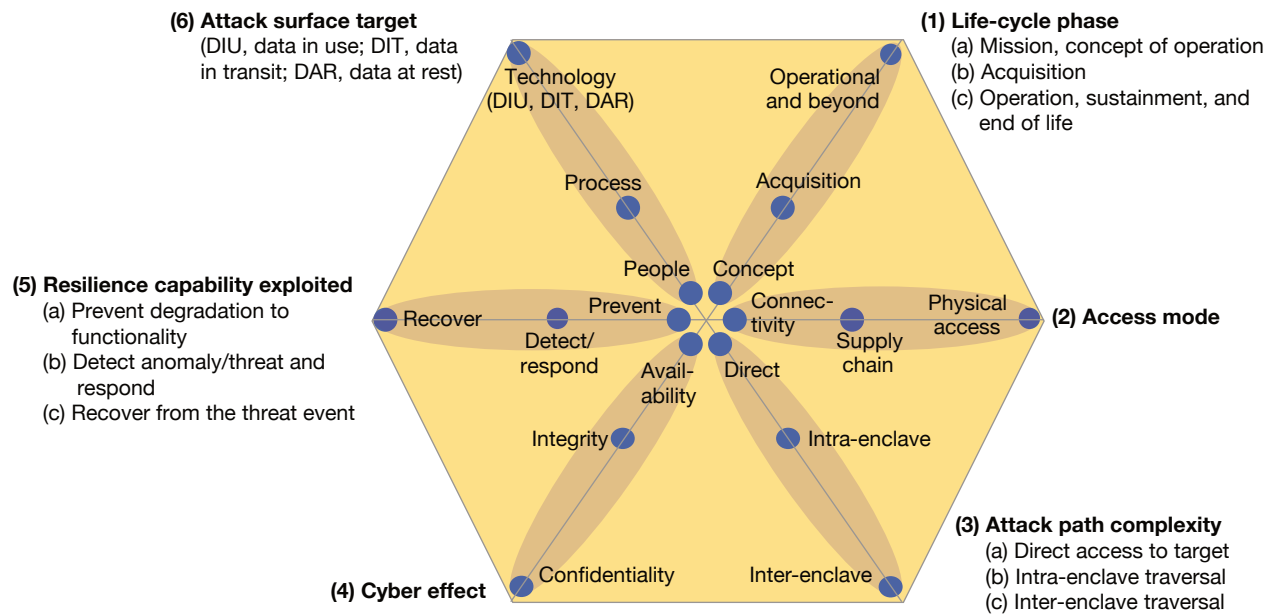 (6) Attack surface target
(DIU, data in use; DIT, data
in transit; DAR, data at rest)
(1) Life-cycle phase
(a) Mission, concept of operation
(b) Acquisition
(c) Operation, sustainment, and
end of life
Technology
(DIU, DIT, DAR)
Operational
and beyond
Process
Acquisition
People
Concept
(5) Resilience capability exploited
(a) Prevent degradation to
functionality
(b) Detect anomaly/threat and
respond
(c) Recover from the threat event
Recover
Detect/
respond
Prevent
Connec-
tivity
Supply
chain
Physical
access
(2) Access mode
Avail-
ability
Direct
Integrity
Intra-enclave
Confidentiality
Inter-enclave
(4) Cyber effect
(3) Attack path complexity
(a) Direct access to target
(b) Intra-enclave traversal
(c) Inter-enclave traversal